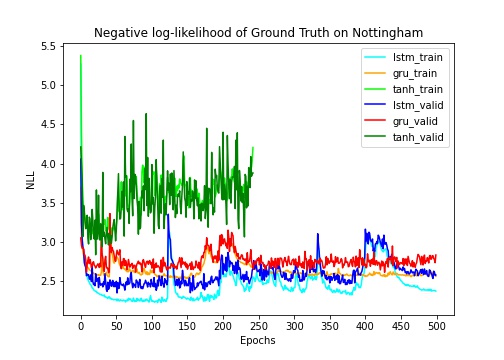 Negative log-likelihood of Ground Truth on Nottingham
5.5
5.0
4.5
4.0
3.5
3.0
2.5
NLL
0 50 100 150 200 250 300 350 400 450 500
Epochs
lstm_train
gru_train
tanh_train
lstm_valid
gru_valid
tanh_valid